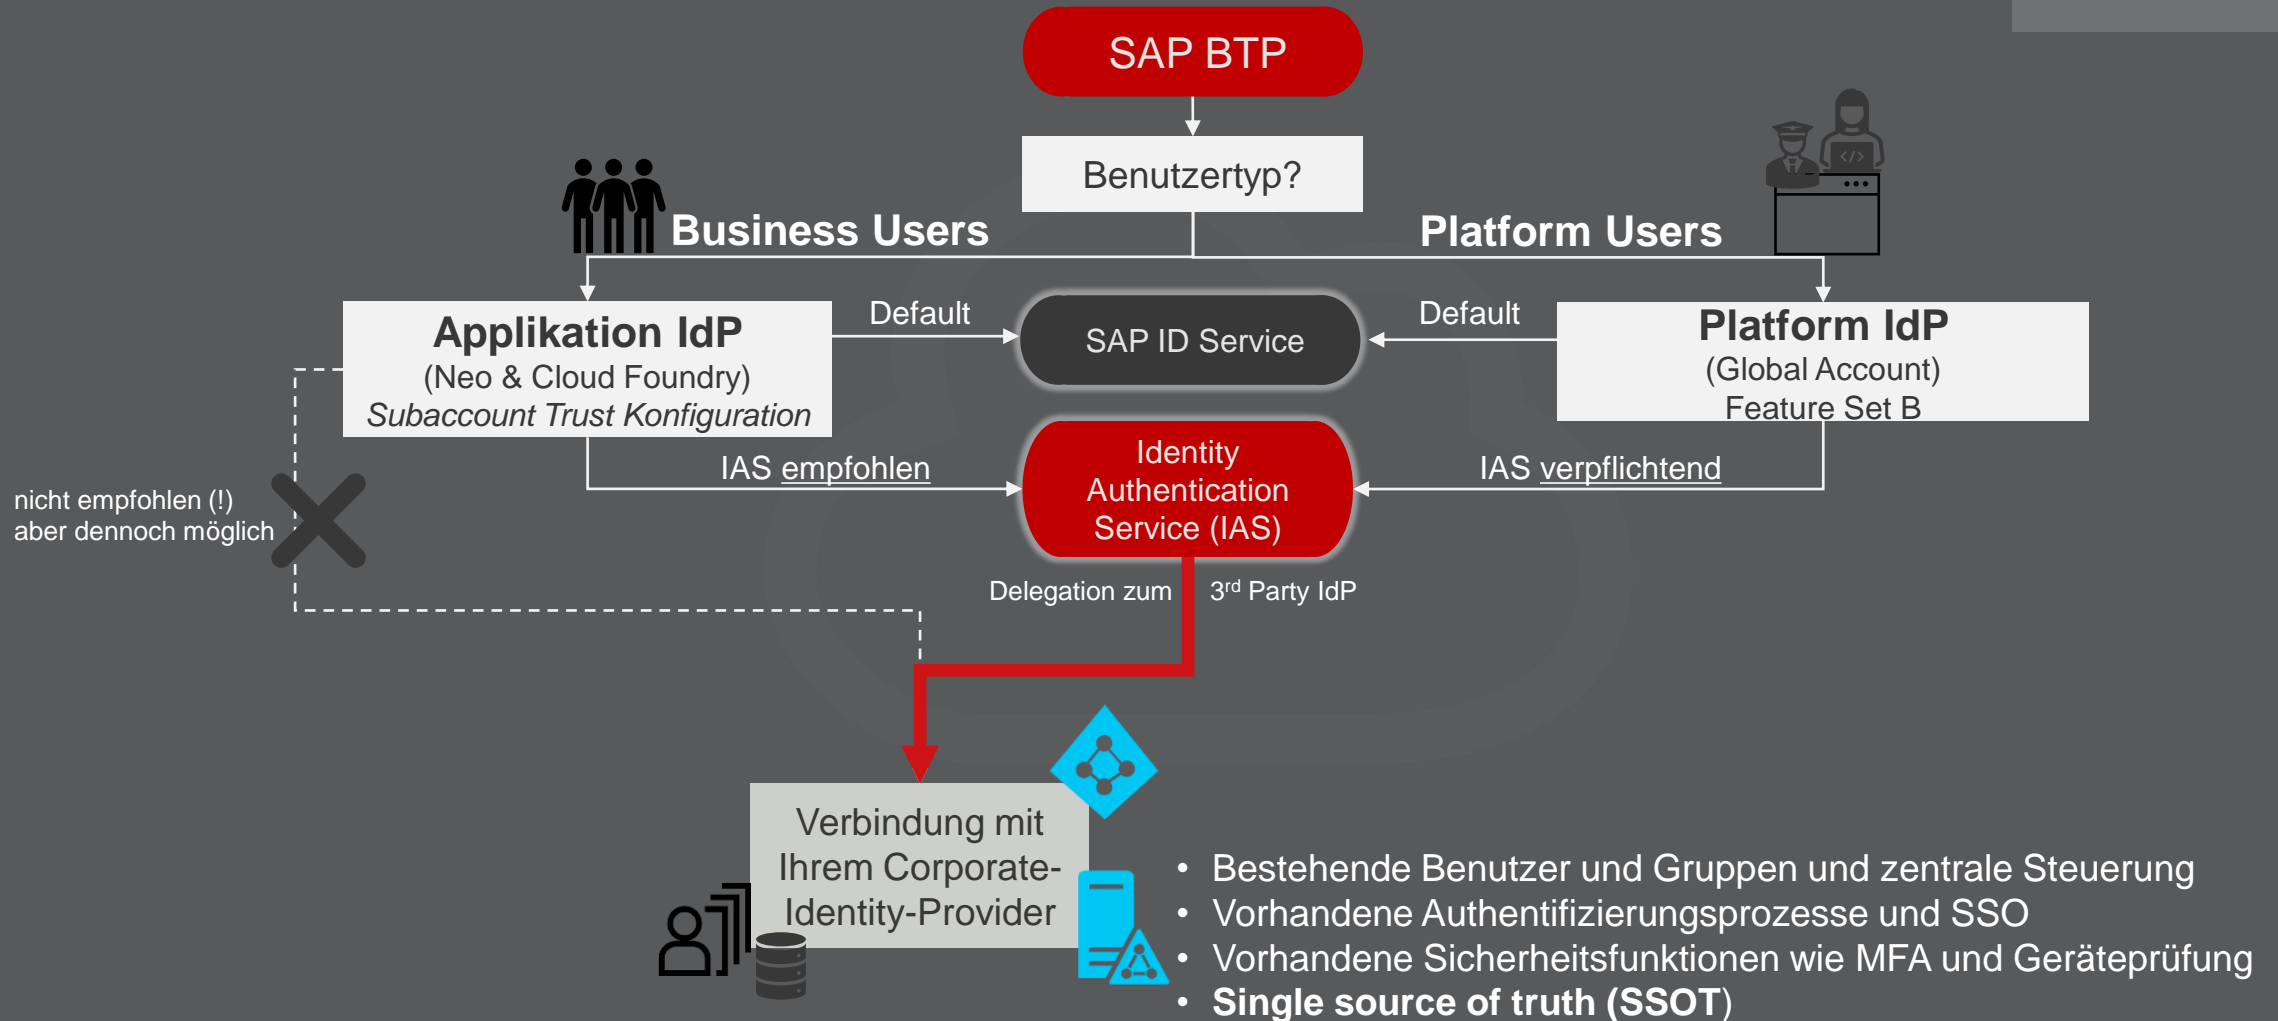 SAP BTP
Benutzertyp?
Business Users
Platform Users
Applikation IdP
(Neo & Cloud Foundry)
Subaccount Trust Konfiguration
Default
SAP ID Service
Default
Platform IdP
(Global Account)
Feature Set B
IAS empfohlen
Identity
Authentication
Service (IAS)
IAS verpflichtend
nicht empfohlen (!)
aber dennoch möglich
Delegation zum
3rd Party IdP
Verbindung mit
Ihrem Corporate-
Identity-Provider
• Bestehende Benutzer und Gruppen und zentrale Steuerung
• Vorhandene Authentifizierungsprozesse und SSO
• Vorhandene Sicherheitsfunktionen wie MFA und Geräteprüfung
• Single source of truth (SSOT)